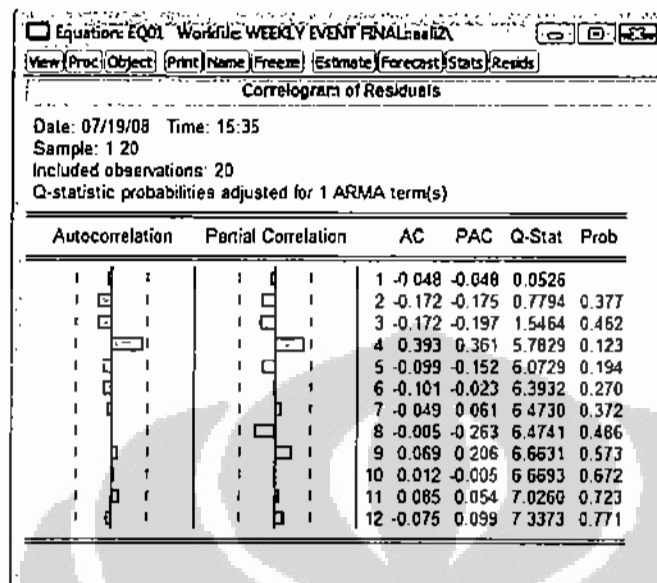 Equation: EQ01 Workfile: WEEKLY EVENT FINAL::aali2\
View Proc Object Print Name Freeze Estimate Forecast Stats Resids
Correlogram of Residuals
Date: 07/19/08 Time: 15:35
Sample: 1 20
Included observations: 20
Q-statistic probabilities adjusted for 1 ARMA term(s)
Autocorrelation Partial Correlation AC PAC Q-Stat Prob
1 -0.048 -0.048 0.0526
2 -0.172 -0.175 0.7794 0.377
3 -0.172 -0.197 1.5464 0.462
4 0.393 0.361 5.7829 0.123
5 -0.099 -0.152 6.0729 0.194
6 -0.101 -0.023 6.3932 0.270
7 -0.049 0.061 6.4730 0.372
8 -0.005 -0.263 6.4741 0.486
9 0.069 0.206 6.6631 0.573
10 0.012 -0.005 6.6693 0.672
11 0.085 0.054 7.0260 0.723
12 -0.075 0.099 7.3373 0.771